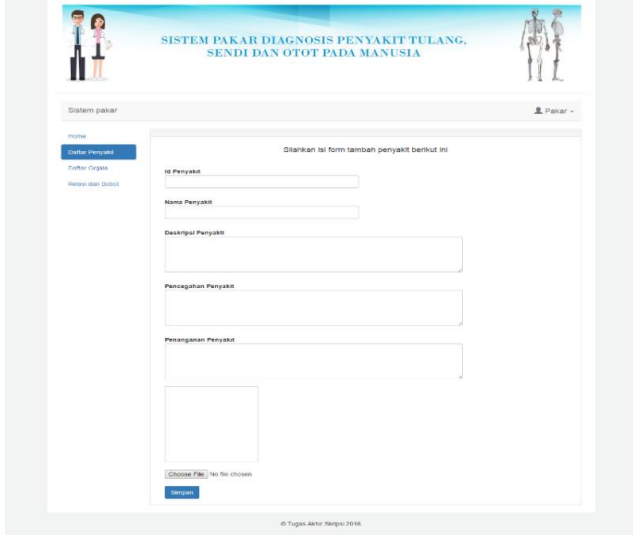 SISTEM PAKAR DIAGNOSIS PENYAKIT TULANG,
SENDI DAN OTOT PADA MANUSIA
Sistem pakar
Pakar
Home
Daftar Penyakit
Daftar Gejala
Relasi dan Bobot
Silahkan isi form tambah penyakit berikut ini
Id Penyakit
Nama Penyakit
Deskripsi Penyakit
Pencegahan Penyakit
Penanganan Penyakit
Choose File No file chosen
Simpan
© Tugas Akhir Skripsi 2016